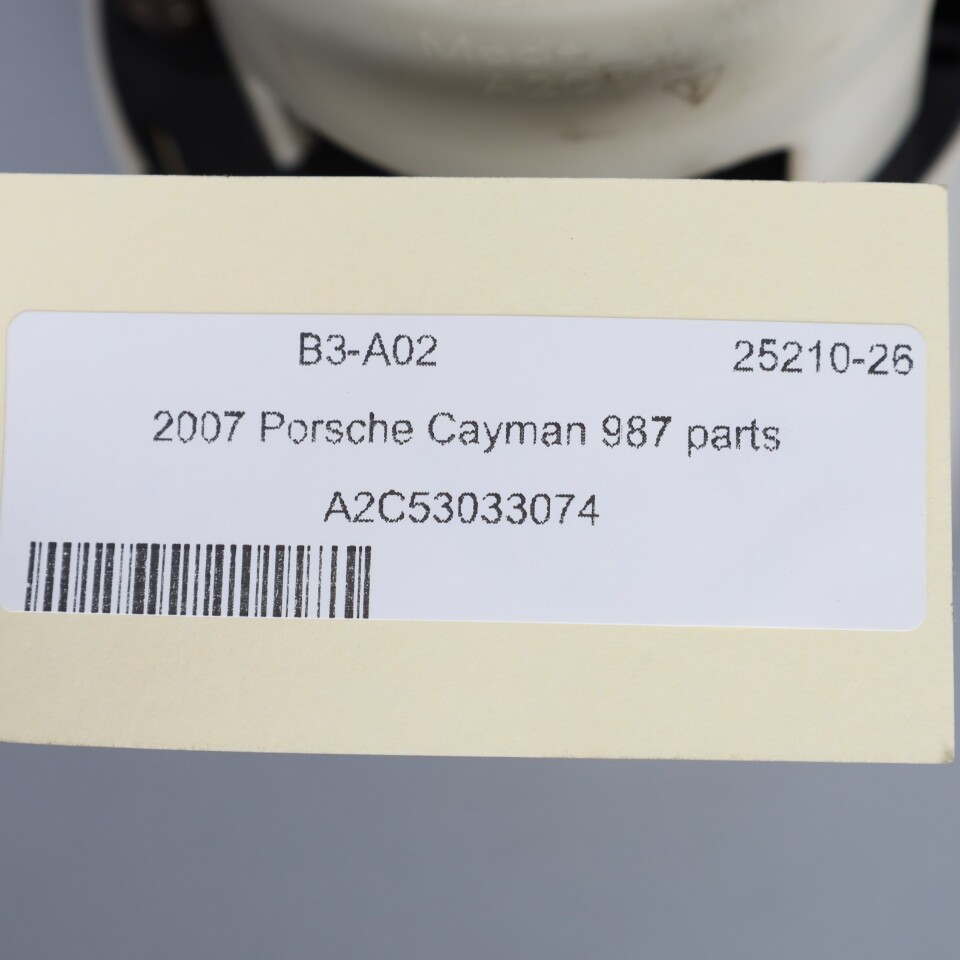 B3-A02 25210-26
2007 Porsche Cayman 987 parts
A2C53033074